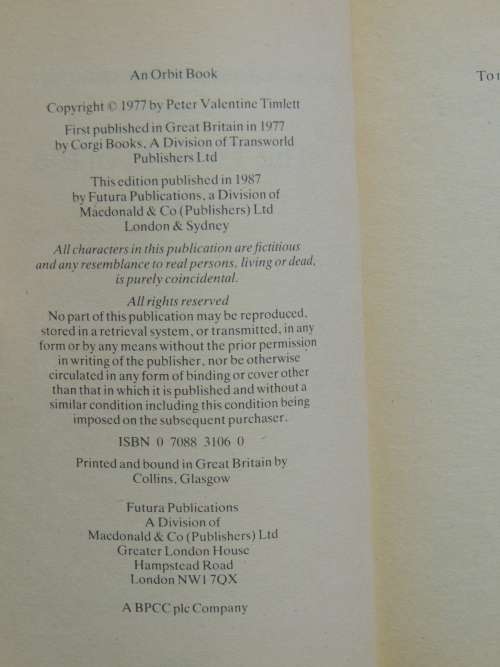 An Orbit Book
Copyright © 1977 by Peter Valentine Timlett
First published in Great Britain in 1977
by Corgi Books, A Division of Transworld
Publishers Ltd
This edition published in 1987
by Futura Publications, a Division of
Macdonald & Co (Publishers) Ltd
London & Sydney
All characters in this publication are fictitious
and any resemblance to real persons, living or dead,
is purely coincidental.
All rights reserved
No part of this publication may be reproduced,
stored in a retrieval system, or transmitted, in any
form or by any means without the prior permission
in writing of the publisher, nor be otherwise
circulated in any form of binding or cover other
than that in which it is published and without a
similar condition including this condition being
imposed on the subsequent purchaser.
ISBN 0 7088 3106 0
Printed and bound in Great Britain by
Collins, Glasgow
Futura Publications
A Division of
Macdonald & Co (Publishers) Ltd
Greater London House
Hampstead Road
London NW1 7QX
A BPCC plc Company